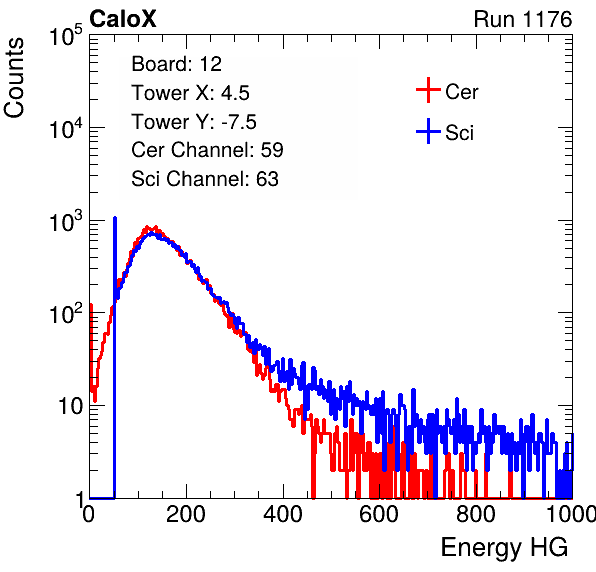 CaloX Run 1176
Counts
Board: 12
Tower X: 4.5
Tower Y: -7.5
Cer Channel: 59
Sci Channel: 63
Cer
Sci
10^5
10^4
10^3
10^2
10
1
0 200 400 600 800 1000
Energy HG